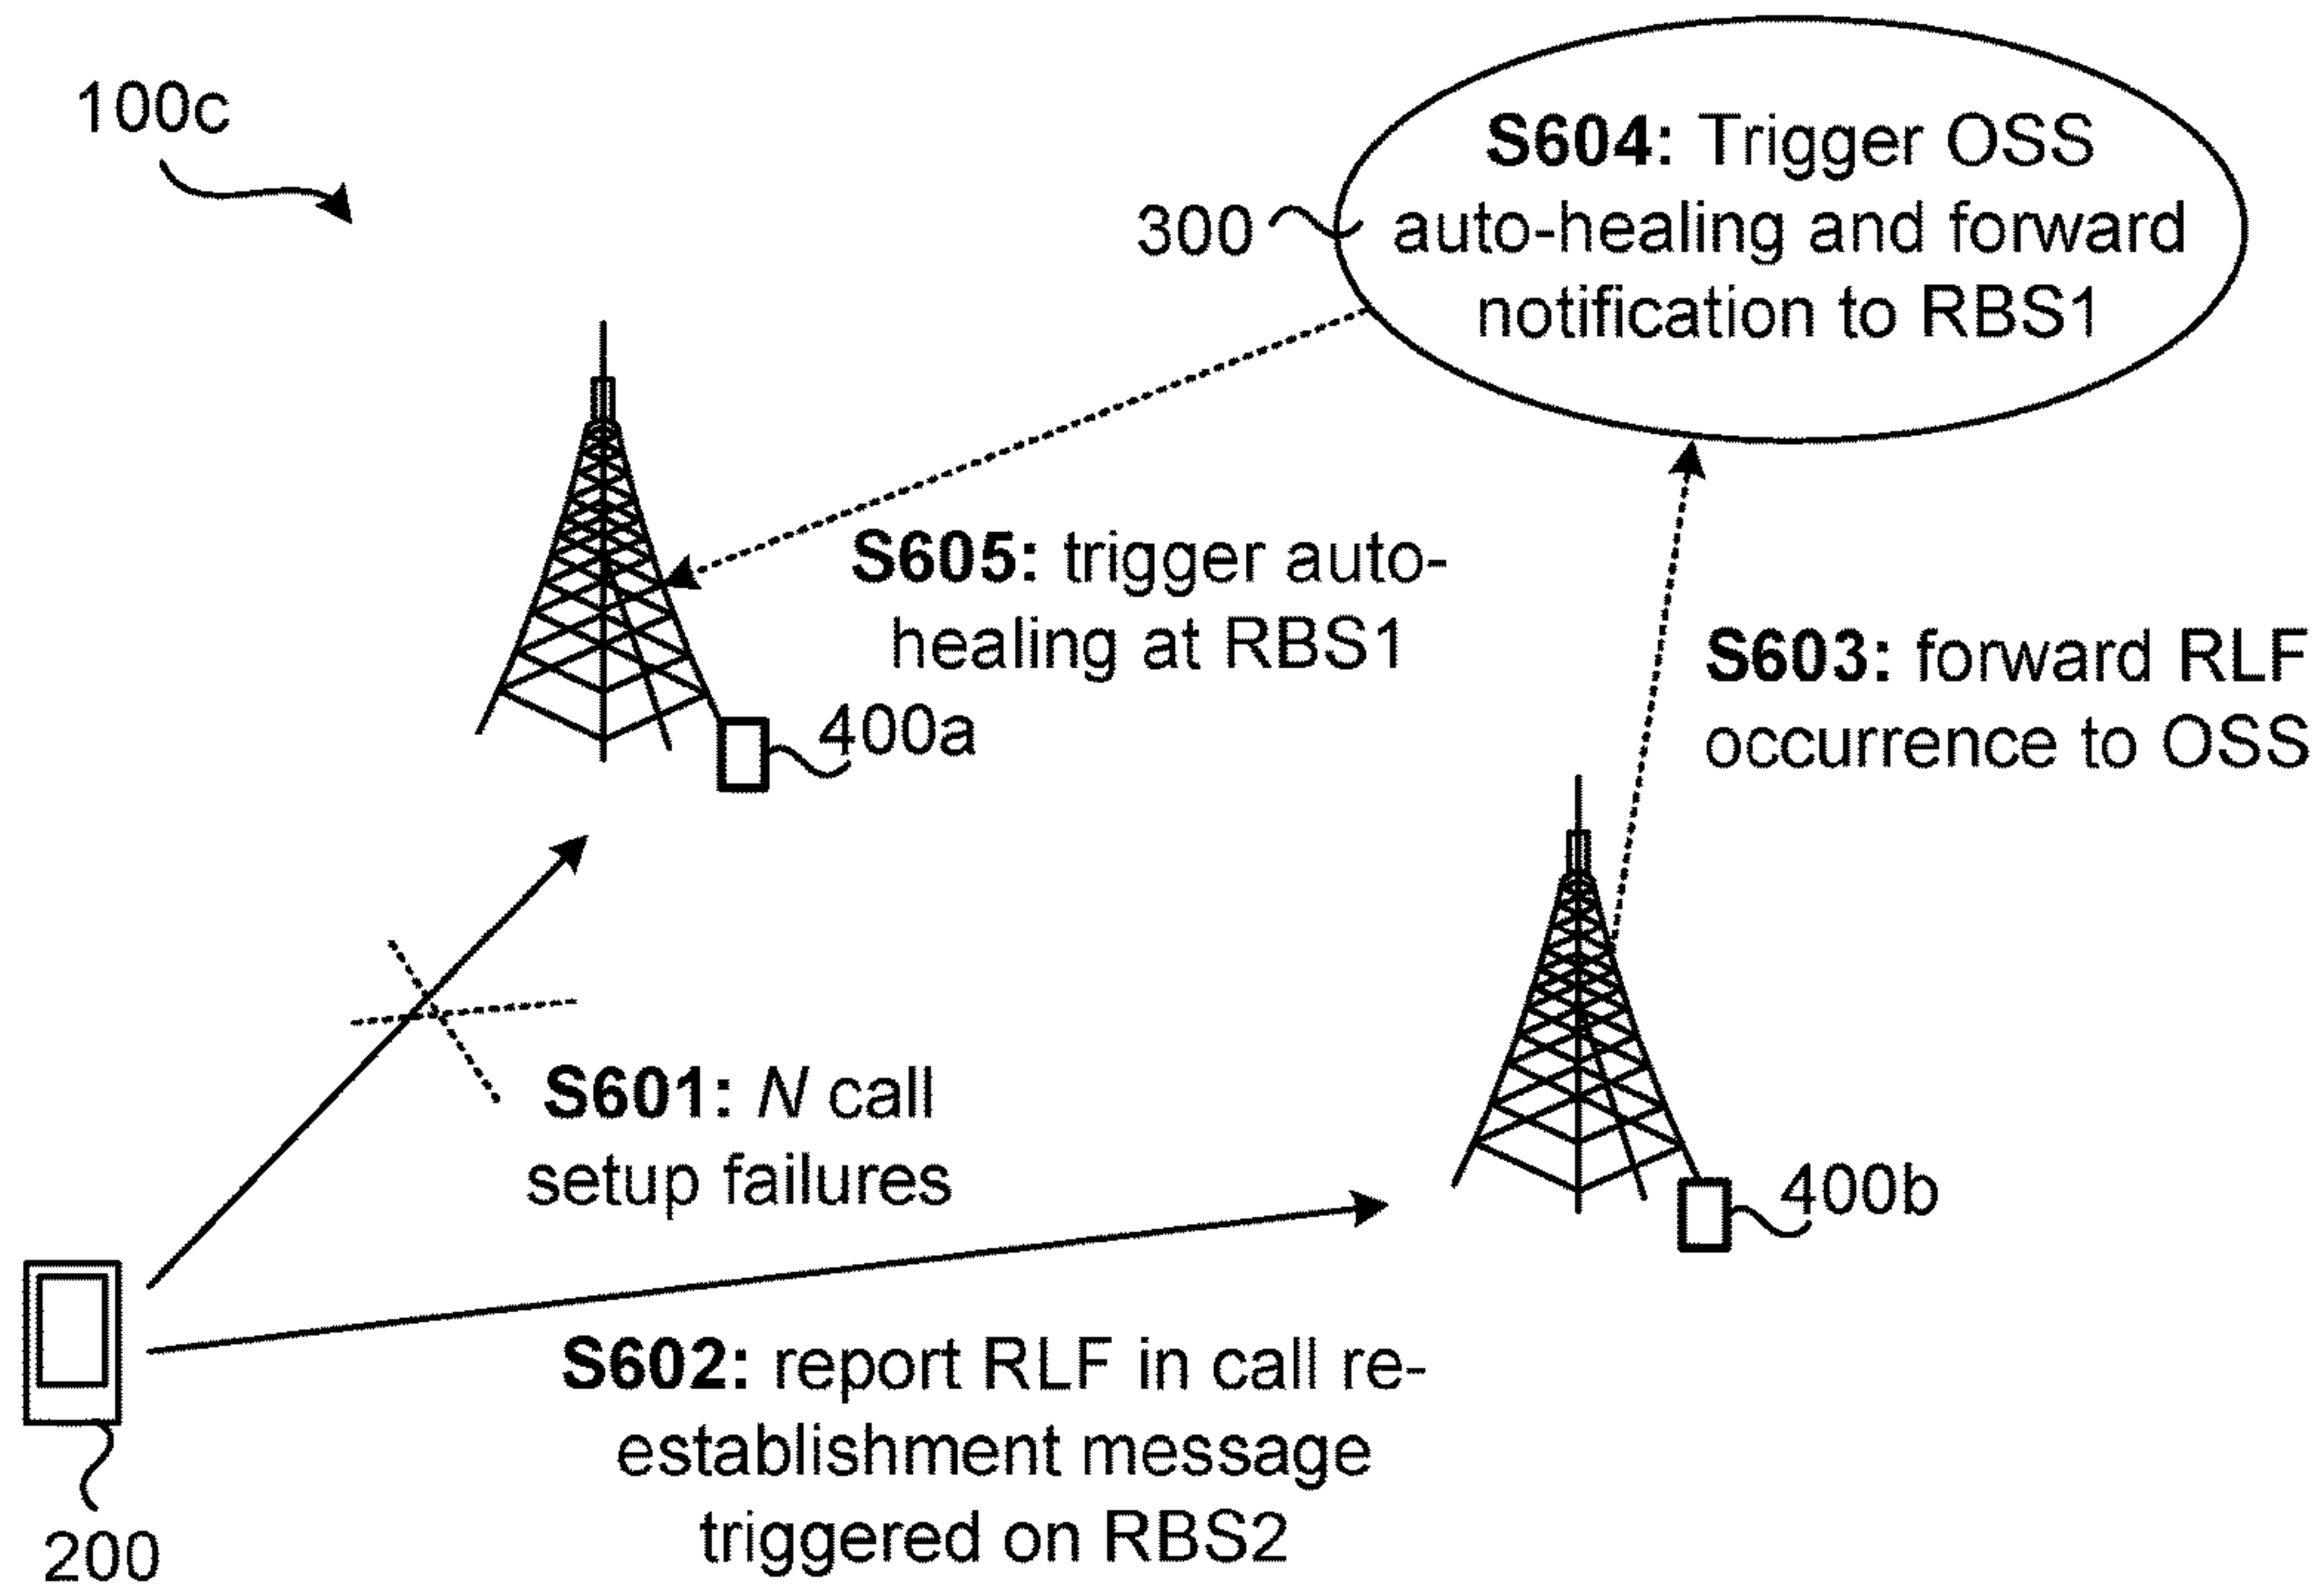 100c
S604: Trigger OSS
auto-healing and forward
notification to RBS1
300
S605: trigger auto-
healing at RBS1
400a
S603: forward RLF
occurrence to OSS
S601: N call
setup failures
400b
S602: report RLF in call re-
establishment message
triggered on RBS2
200